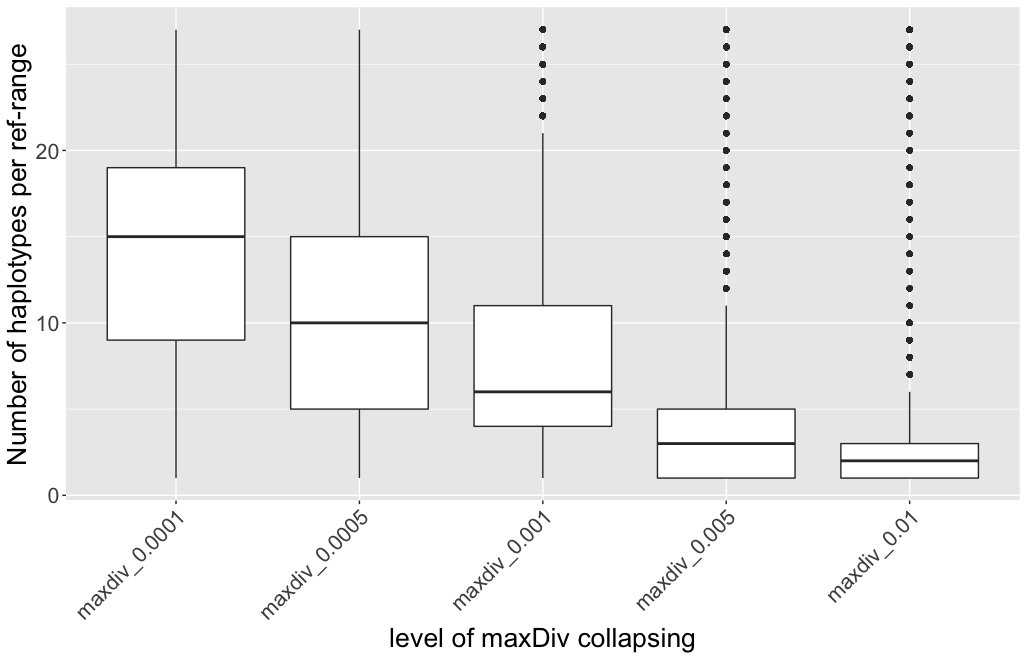 Number of haplotypes per ref-range
20
10
0
maxdiv_0.0001
maxdiv_0.0005
maxdiv_0.001
maxdiv_0.005
maxdiv_0.01
level of maxDiv collapsing